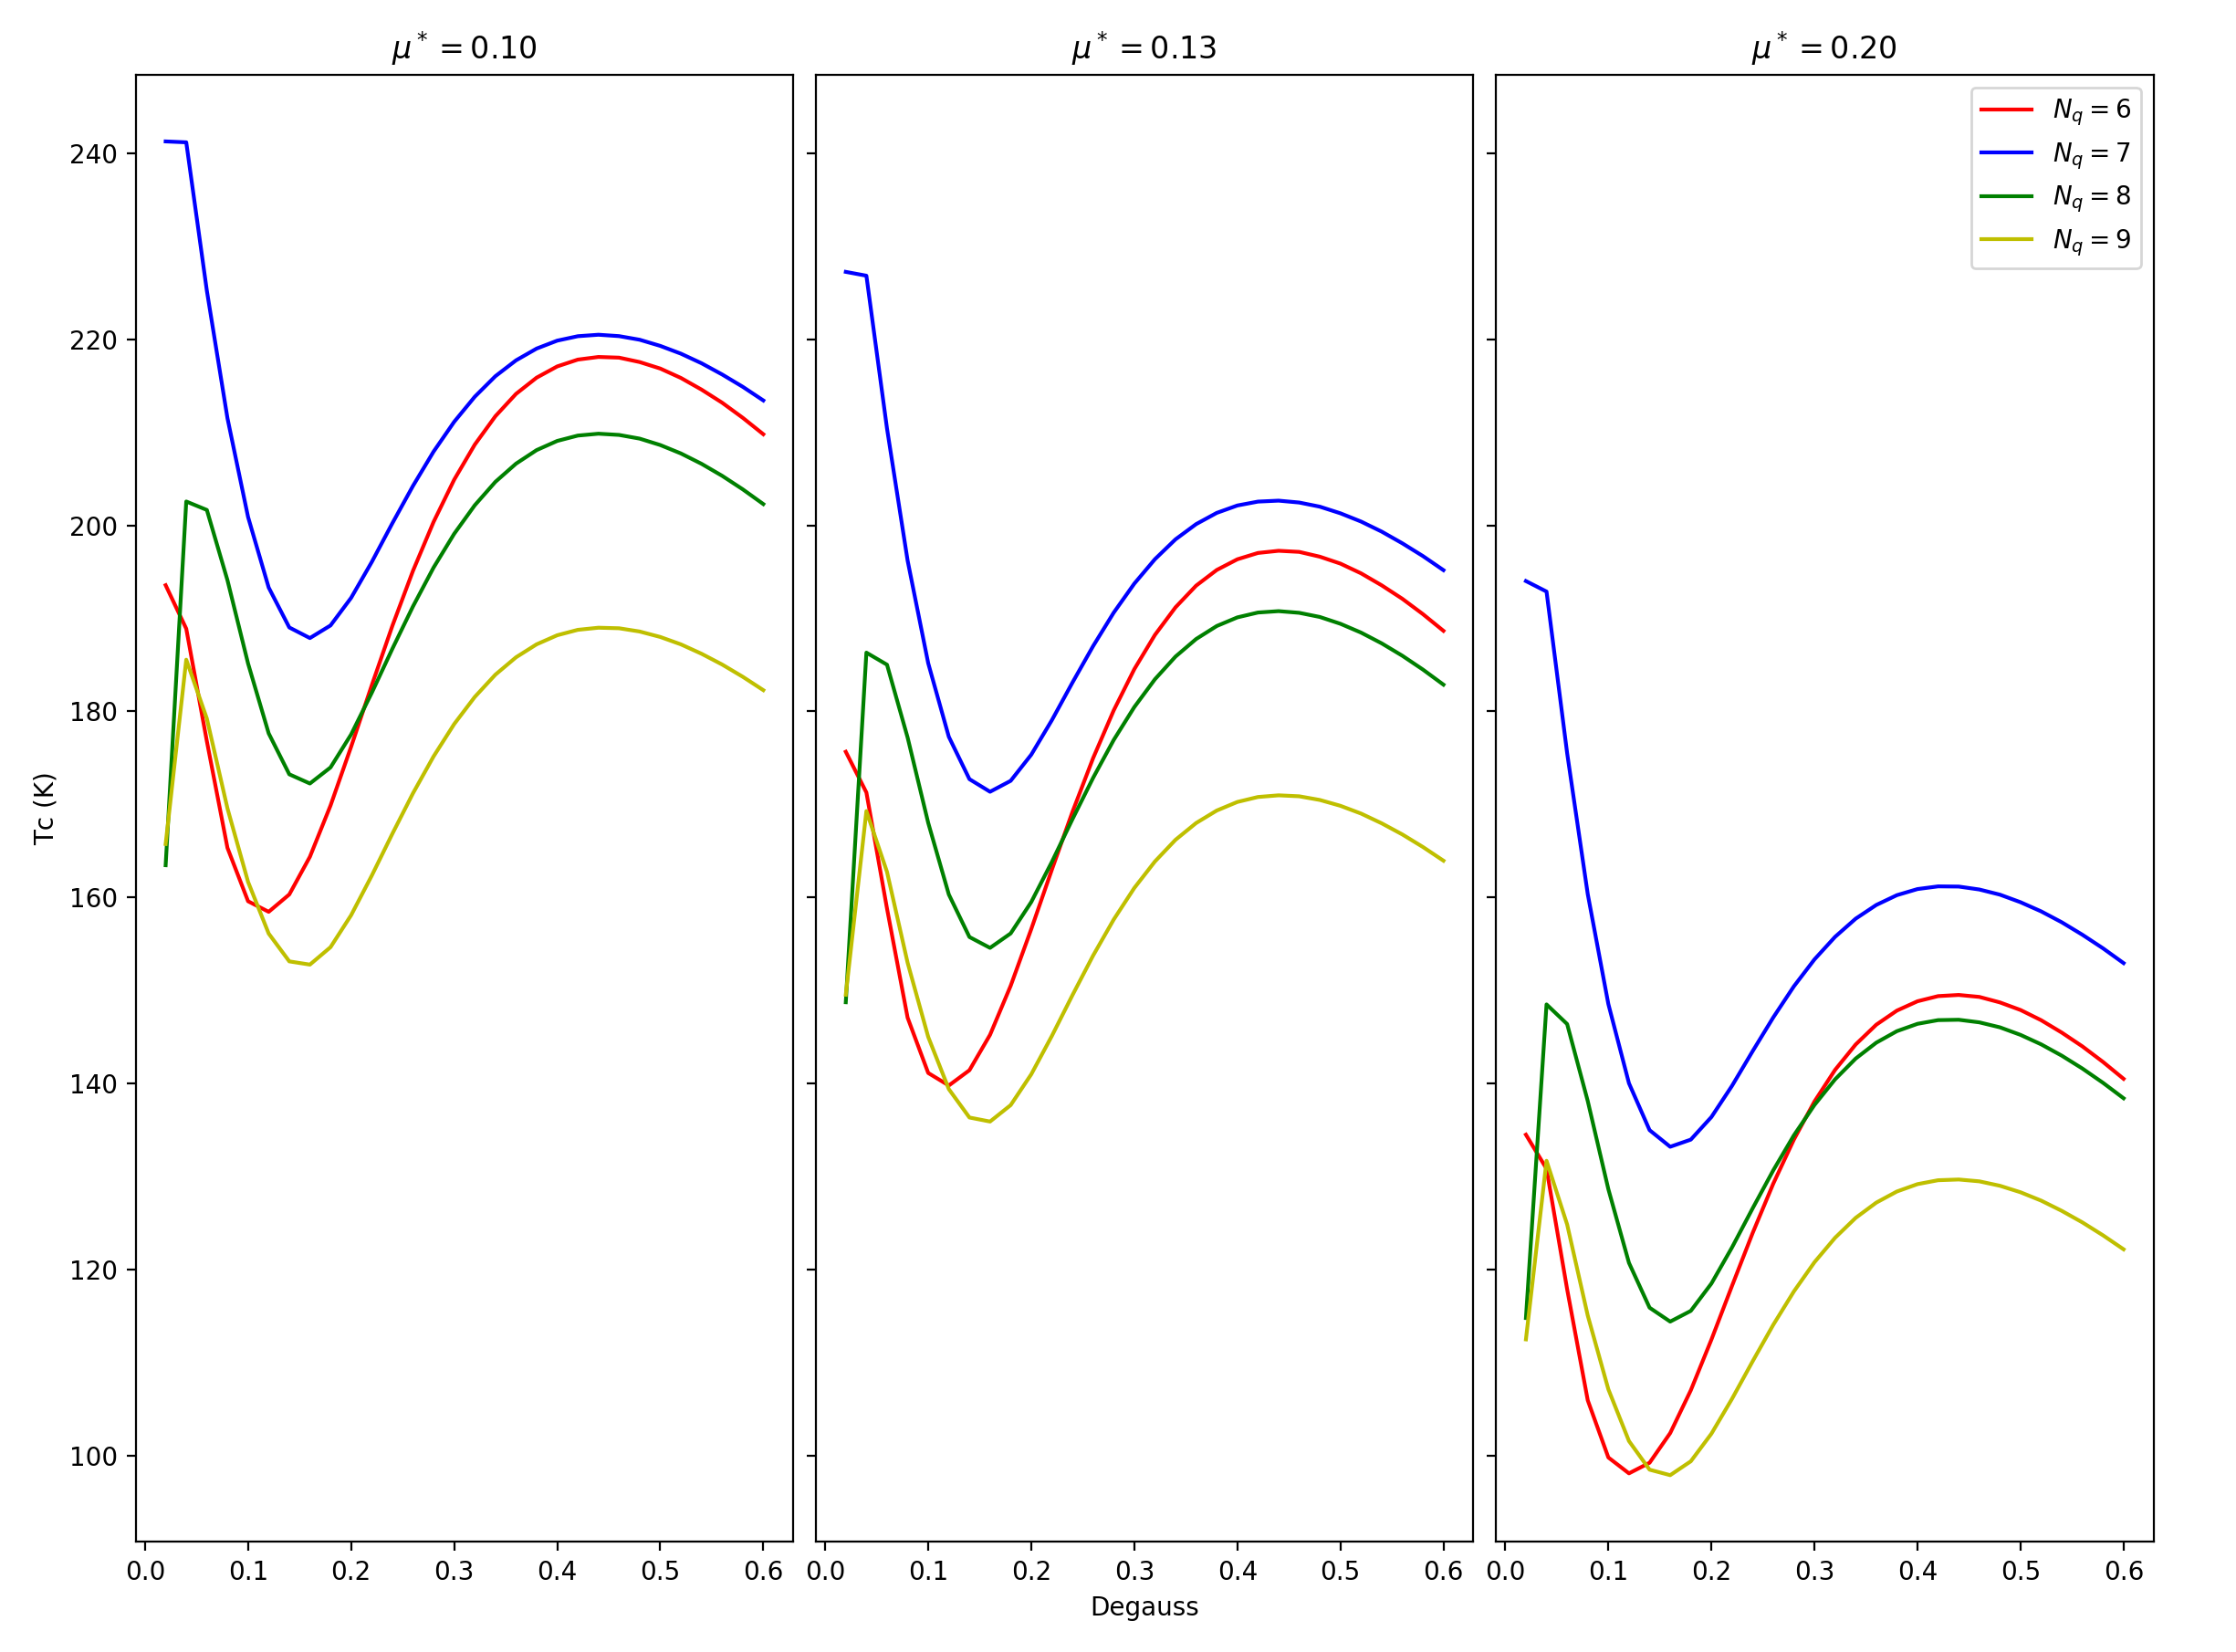 μ* = 0.10
μ* = 0.13
μ* = 0.20
N_q = 6
N_q = 7
N_q = 8
N_q = 9
240
220
200
180
160
140
120
100
Tc (K)
0.0 0.1 0.2 0.3 0.4 0.5 0.6
0.0 0.1 0.2 0.3 0.4 0.5 0.6
0.0 0.1 0.2 0.3 0.4 0.5 0.6
Degauss